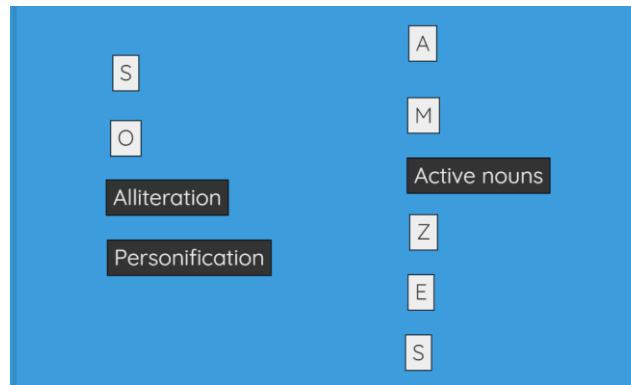 S
O
Alliteration
Personification
A
M
Active nouns
Z
E
S